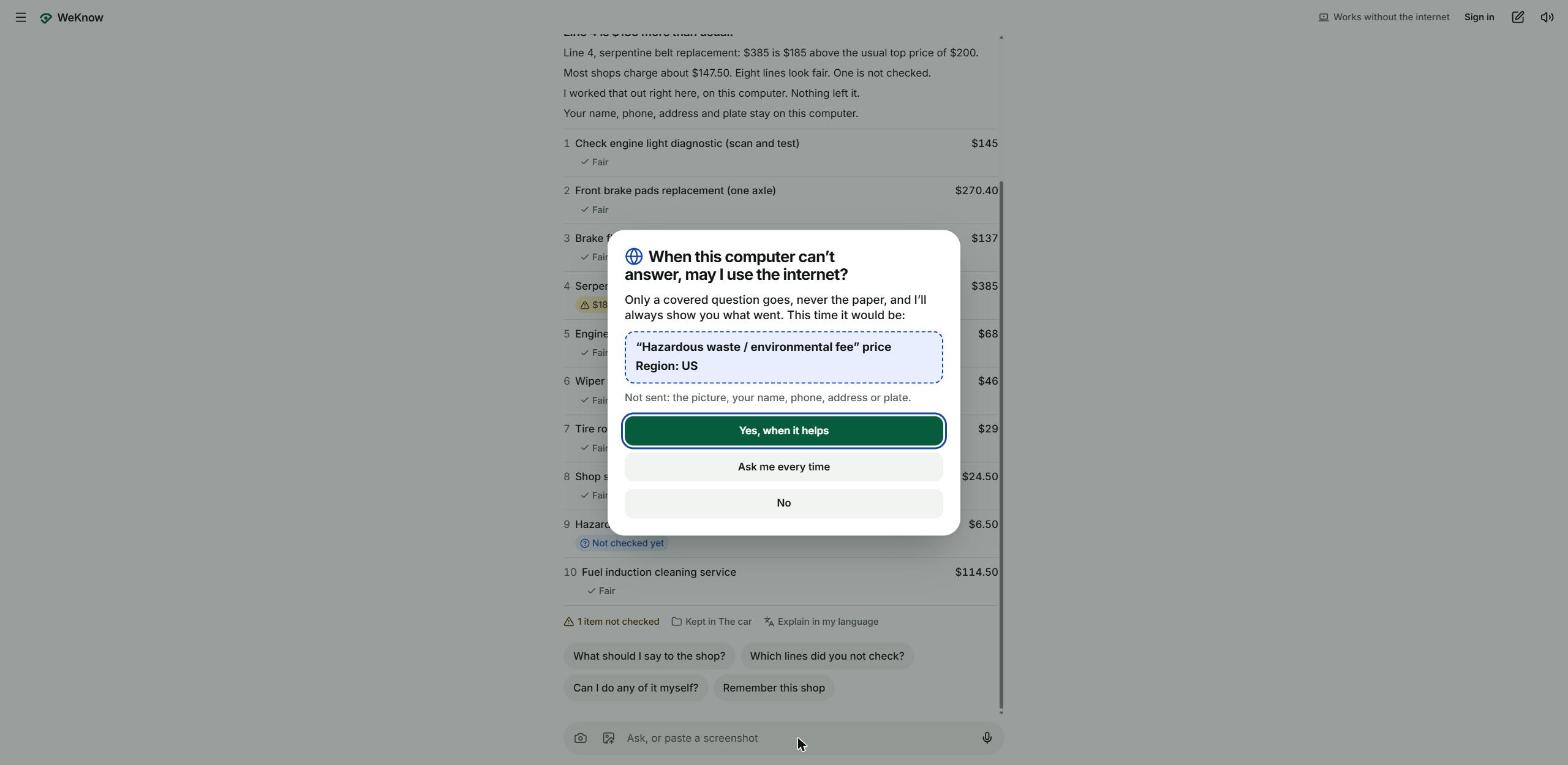 WeKnow
Works without the internet
Sign in
Line 4, serpentine belt replacement: $385 is $185 above the usual top price of $200.
Most shops charge about $147.50. Eight lines look fair. One is not checked.
I worked that out right here, on this computer. Nothing left it.
Your name, phone, address and plate stay on this computer.
1 Check engine light diagnostic (scan and test) $145
Fair
2 Front brake pads replacement (one axle) $270.40
Fair
3 Brake $137
Fair
4 $385
5 Engine $68
Fair
6 Wiper $46
Fair
7 Tire $29
Fair
8 Shop $24.50
Fair
9 $6.50
Not checked yet
10 Fuel induction cleaning service $114.50
Fair
When this computer can’t
answer, may I use the internet?
Only a covered question goes, never the paper, and I’ll
always show you what went. This time it would be:
“Hazardous waste / environmental fee” price
Region: US
Not sent: the picture, your name, phone, address or plate.
Yes, when it helps
Ask me every time
No
1 item not checked
Kept in The car
Explain in my language
What should I say to the shop?
Which lines did you not check?
Can I do any of it myself?
Remember this shop
Ask, or paste a screenshot